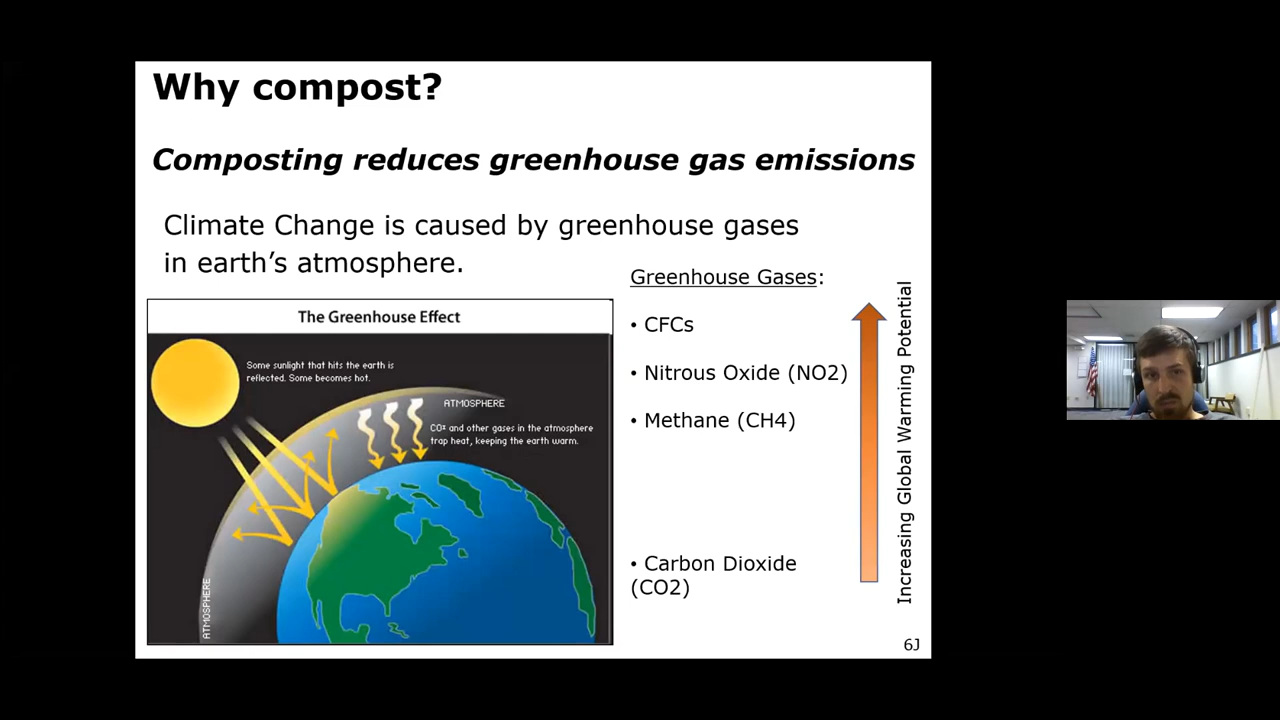 Why compost?
Composting reduces greenhouse gas emissions
Climate Change is caused by greenhouse gases
in earth’s atmosphere.
The Greenhouse Effect
Some sunlight that hits the earth is
reflected. Some becomes hot.
ATMOSPHERE
CO² and other gases in the atmosphere
trap heat, keeping the earth warm.
ATMOSPHERE
Greenhouse Gases:
• CFCs
• Nitrous Oxide (NO2)
• Methane (CH4)
• Carbon Dioxide
(CO2)
Increasing Global Warming Potential
6J